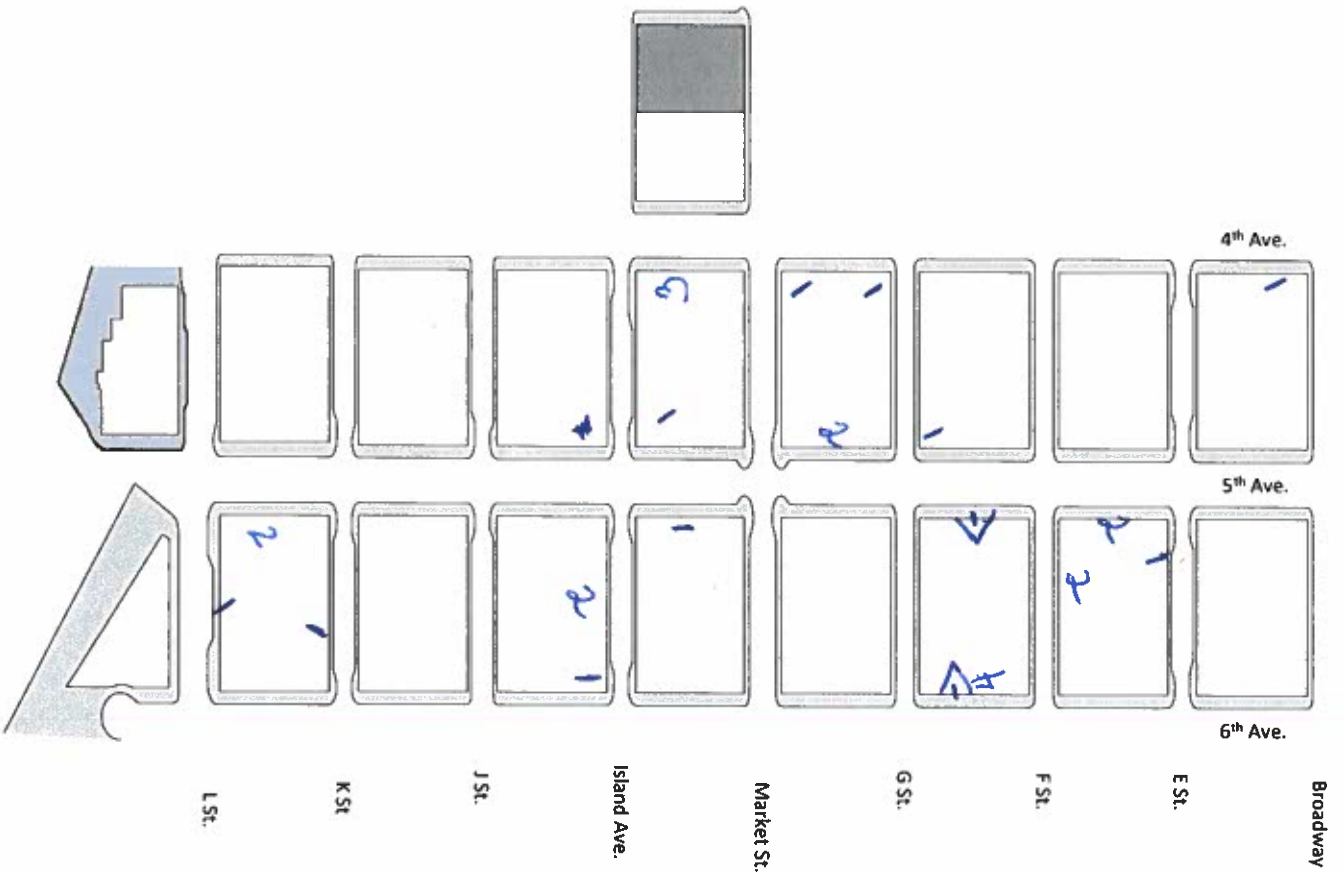 4th Ave.
3
2
5th Ave.
2
2
2
2
4
6th Ave.
L St.
K St
J St.
Island Ave.
Market St.
G St.
F St.
E St.
Broadway